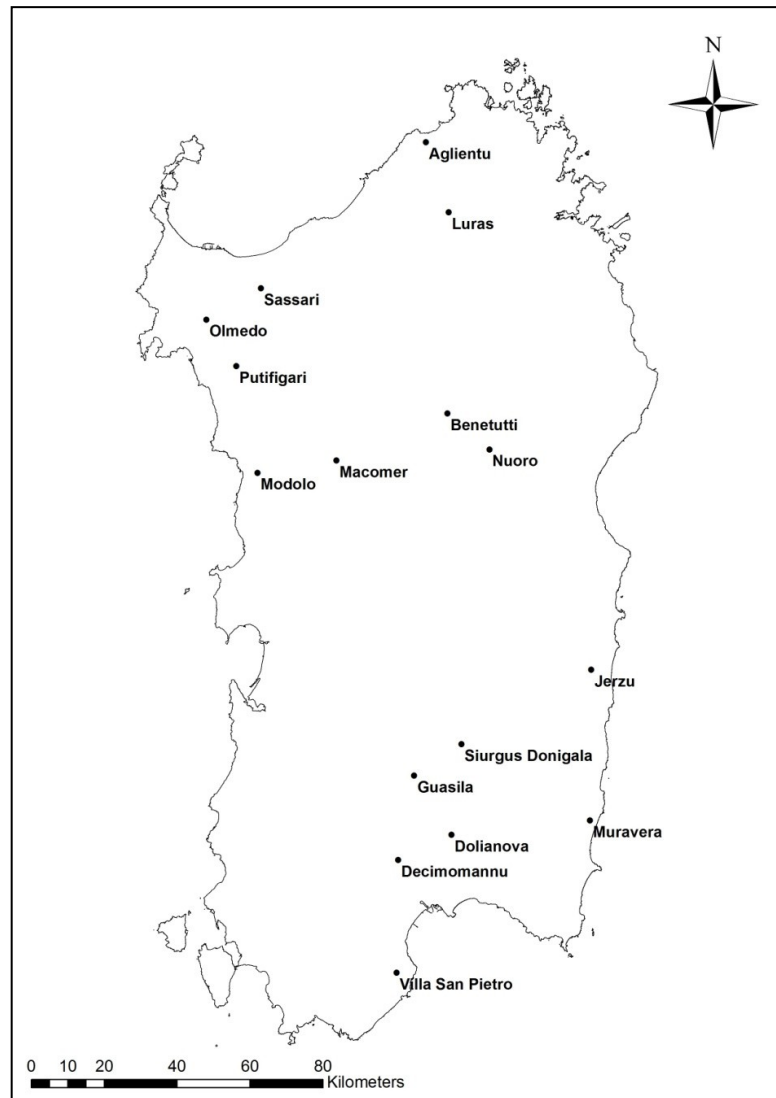 N
Aglientu
Luras
Sassari
Olmedo
Putifigari
Benetutti
Nuoro
Macomer
Modolo
Jerzu
Siurgus Donigala
Guasila
Muravera
Dolianova
Decimomannu
Villa San Pietro
0 10 20 40 60 80
Kilometers